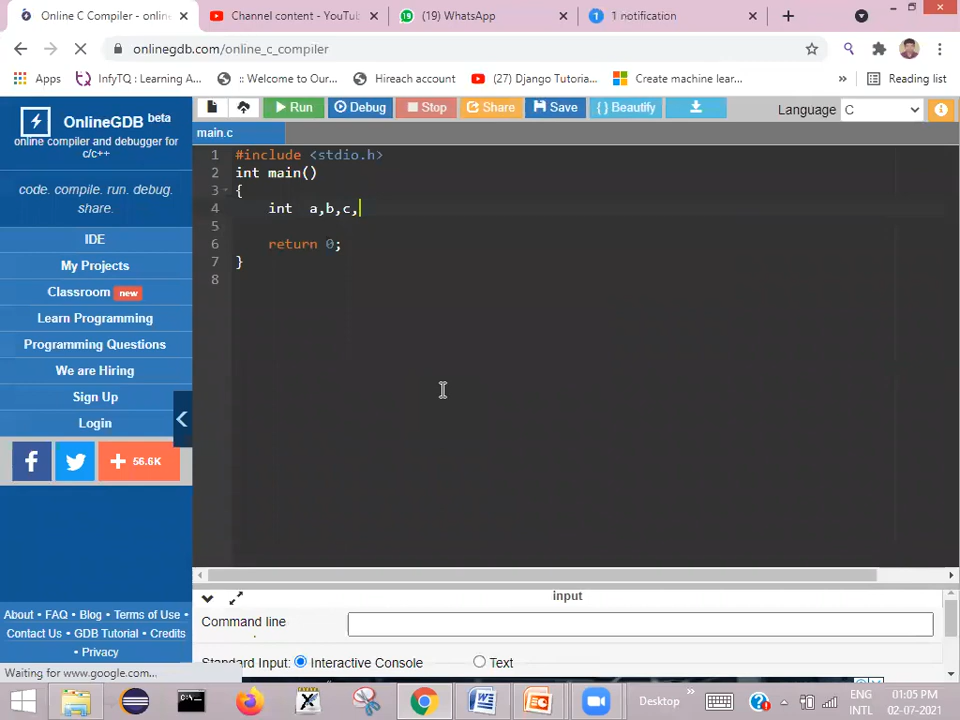 Online C Compiler - onlin
Channel content - YouTu
(19) WhatsApp
1 notification
onlinegdb.com/online_c_compiler
Apps
InfyTQ : Learning A...
:: Welcome to Our...
Hireach account
(27) Django Tutoria...
Create machine lear...
»
Reading list
OnlineGDB beta
online compiler and debugger for
c/c++
code. compile. run. debug.
share.
IDE
My Projects
Classroom new
Learn Programming
Programming Questions
We are Hiring
Sign Up
Login
56.6K
About • FAQ • Blog • Terms of Use •
Contact Us • GDB Tutorial • Credits
• Privacy
Run
Debug
Stop
Share
Save
{ } Beautify
Language C
main.c
1 #include <stdio.h>
2 int main()
3 {
4 int  a,b,c,
5
6 return 0;
7 }
8
input
Command line
Standard Input: Interactive Console Text
Waiting for www.google.com...
Desktop
»
ENG
INTL
01:05 PM
02-07-2021